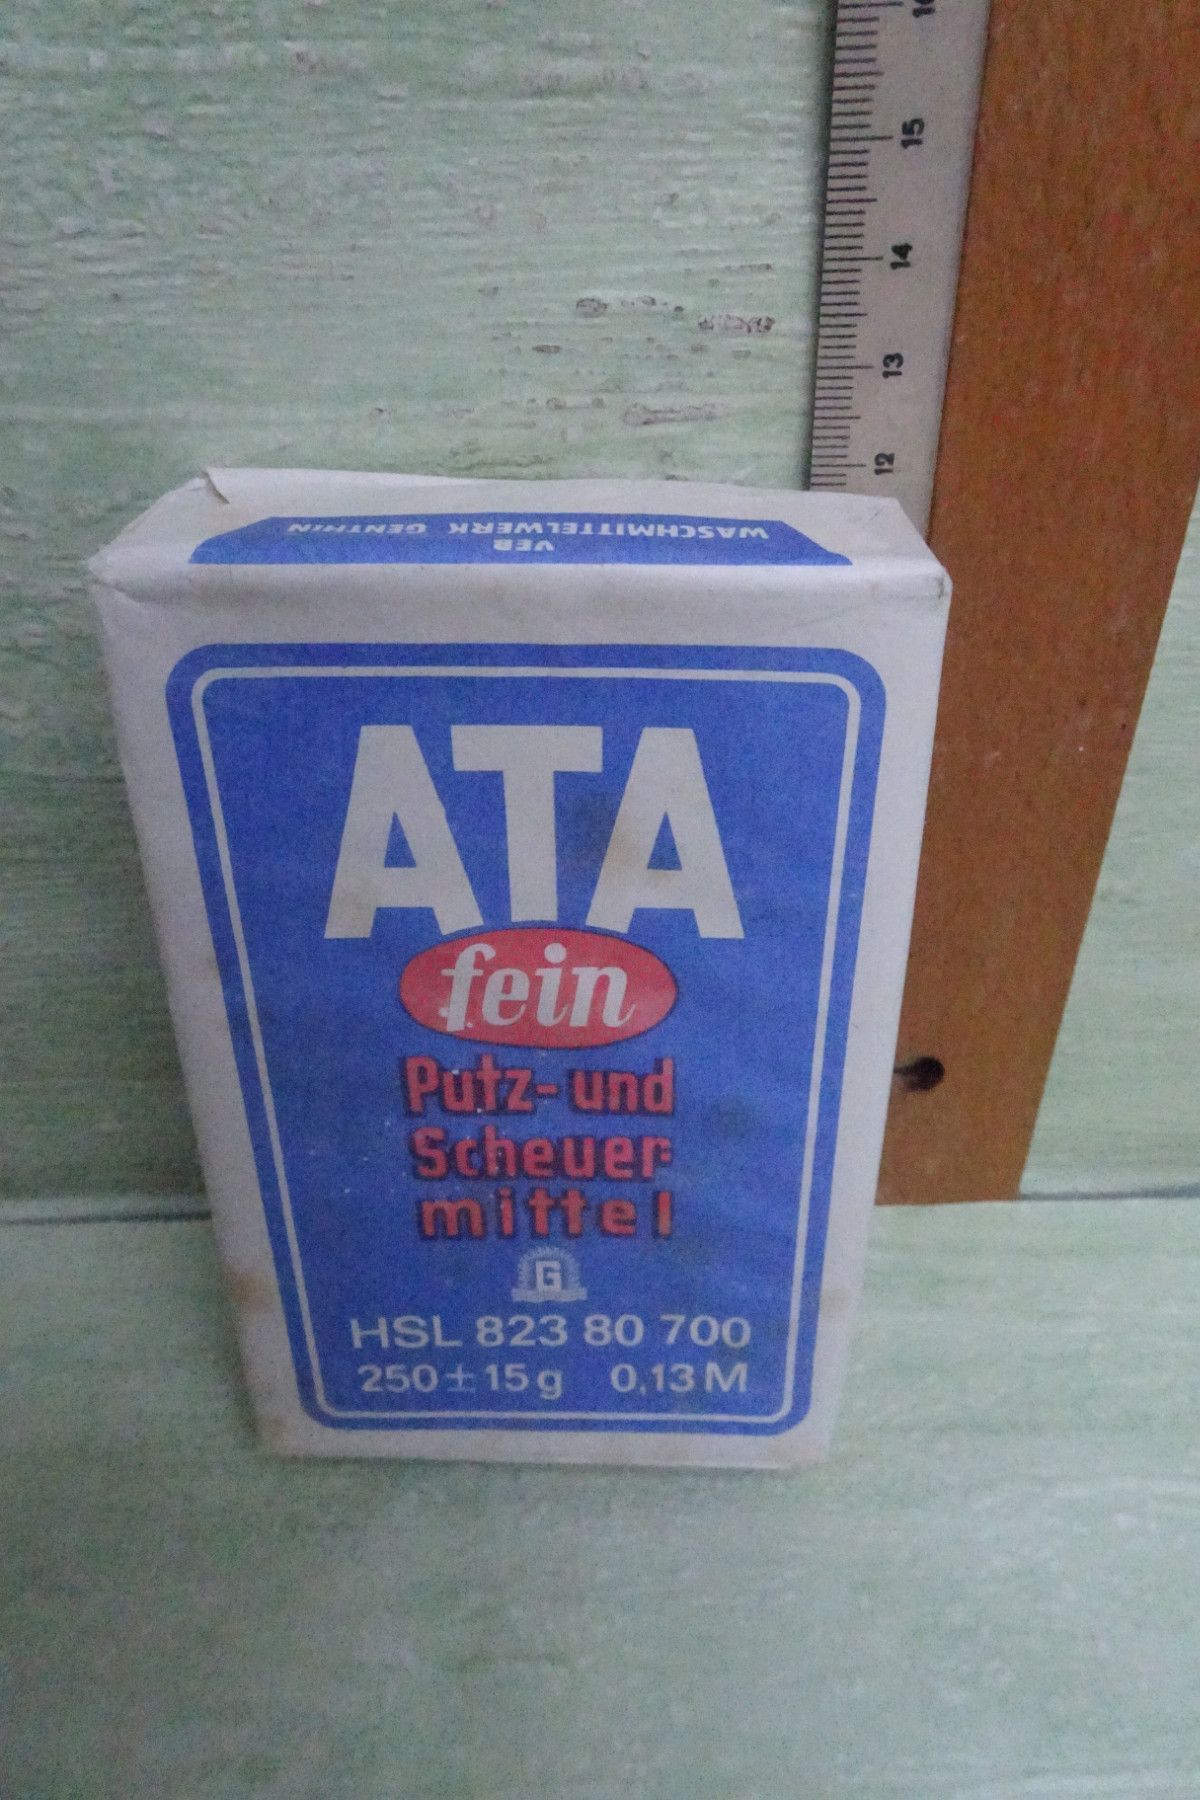 16
15
14
13
12
WASCHMITTELWERK GENTHIN
VEB
ATA
fein
Putz- und
Scheuer-
mittel
G
HSL 823 80 700
250 ± 15 g 0,13 M